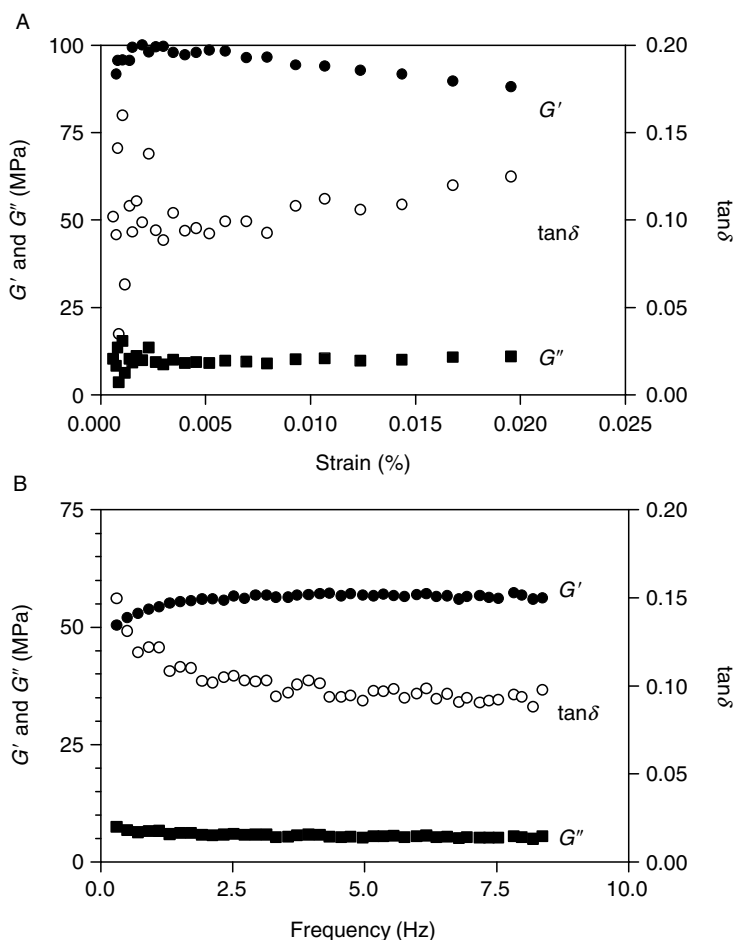 A
100
75
50
25
0
G′ and G″ (MPa)
0.20
0.15
0.10
0.05
0.00
tanδ
G′
tanδ
G″
0.000 0.005 0.010 0.015 0.020 0.025
Strain (%)
B
75
50
25
0
G′ and G″ (MPa)
0.20
0.15
0.10
0.05
0.00
tanδ
G′
tanδ
G″
0.0 2.5 5.0 7.5 10.0
Frequency (Hz)